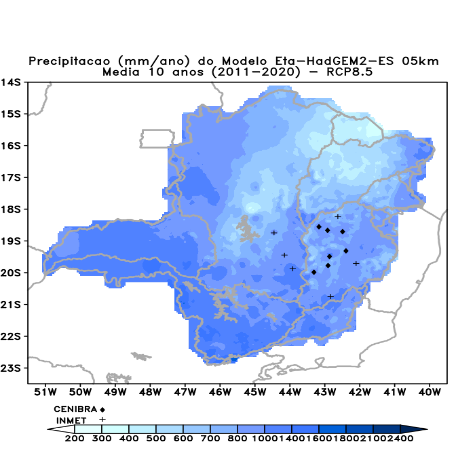 Precipitacao (mm/ano) do Modelo Eta-HadGEM2-ES 05km
Media 10 anos (2011-2020) - RCP8.5
14S
15S
16S
17S
18S
19S
20S
21S
22S
23S
51W 50W 49W 48W 47W 46W 45W 44W 43W 42W 41W 40W
CENIBRA
INMET
200 300 400 500 600 700 800 1000 1400 1600 1800 2100 2400